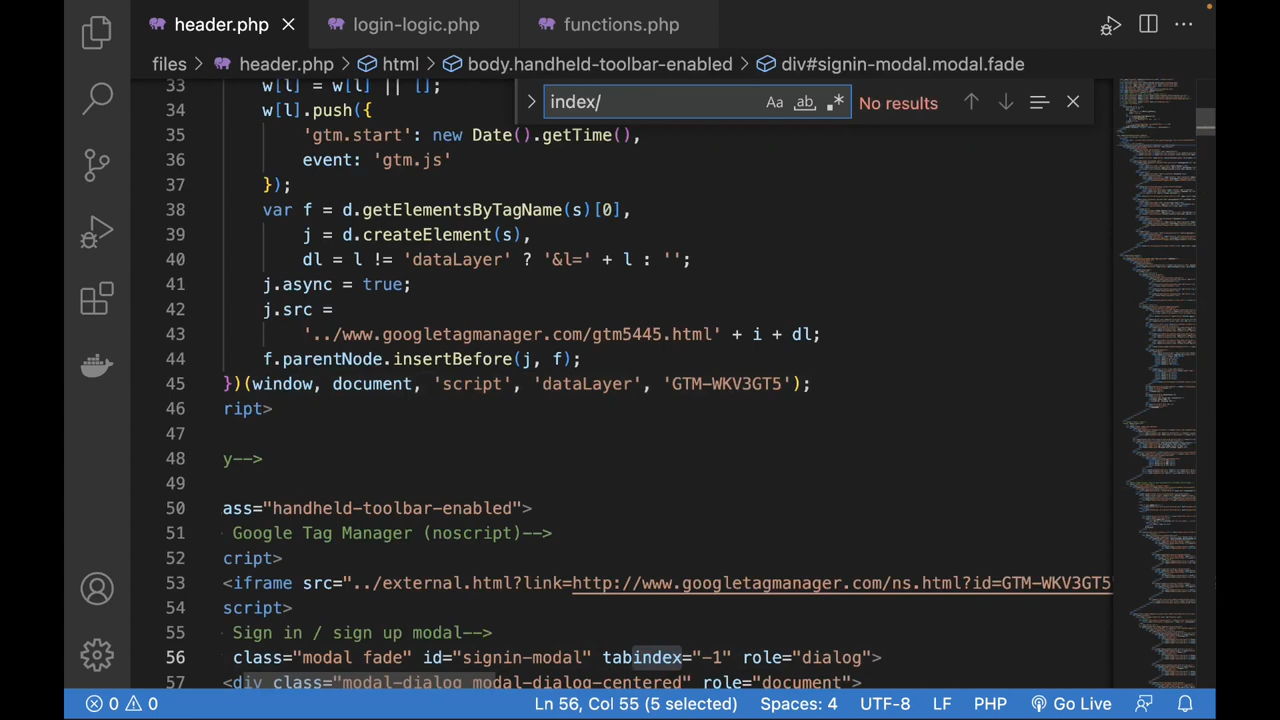 header.php
login-logic.php
functions.php
files > header.php > html > body.handheld-toolbar-enabled > div#signin-modal.modal.fade
index/
Aa
ab
.*
No results
33 w[l] = w[l] || [];
34 w[l].push({
35 'gtm.start': new Date().getTime(),
36 event: 'gtm.js'
37 });
38 var f = d.getElementsByTagName(s)[0],
39 j = d.createElement(s),
40 dl = l != 'dataLayer' ? '&l=' + l : '';
41 j.async = true;
42 j.src =
43 '../www.googletagmanager.com/gtm5445.html' + i + dl;
44 f.parentNode.insertBefore(j, f);
45 })(window, document, 'script', 'dataLayer', 'GTM-WKV3GT5');
46 ript>
47
48 y-->
49
50 ass="handheld-toolbar-enabled">
51 Google Tag Manager (noscript)-->
52 cript>
53 <iframe src="../external.html?link=http://www.googletagmanager.com/ns.html?id=GTM-WKV3GT5"
54 script>
55 Sign in / sign up modal-->
56 class="modal fade" id="signin-modal" tabindex="-1" role="dialog">
57 <div class="modal-dialog modal-dialog-centered" role="document">
0 0
Ln 56, Col 55 (5 selected)
Spaces: 4
UTF-8
LF
PHP
Go Live